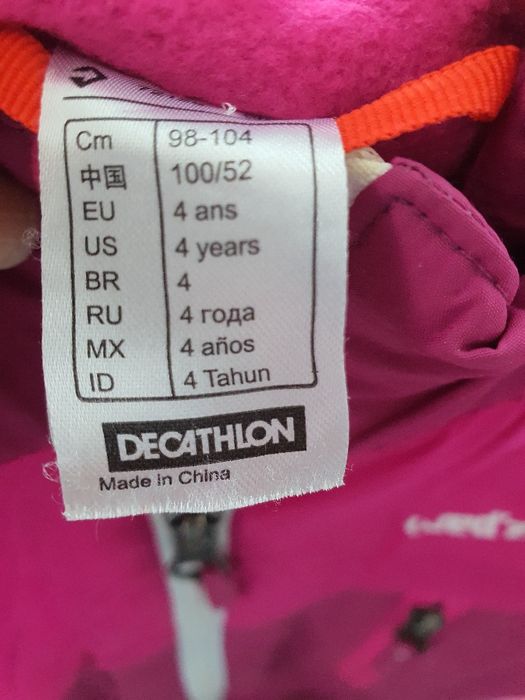 Cm 98-104
中国 100/52
EU 4 ans
US 4 years
BR 4
RU 4 года
MX 4 años
ID 4 Tahun
DECATHLON
Made In China